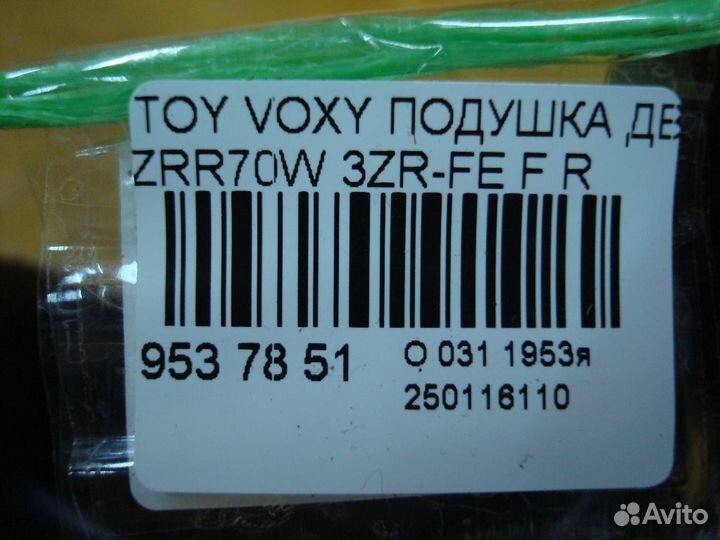 TOY VOXY ПОДУШКА ДВ
ZRR70W 3ZR-FE F R
953 78 51
О 031 1953я
250116110
Avito